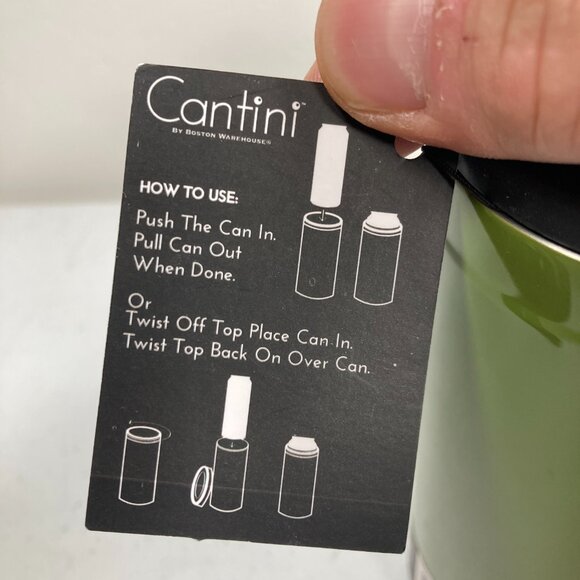 Cantini™
By Boston Warehouse®
HOW TO USE:
Push The Can In.
Pull Can Out
When Done.
Or
Twist Off Top Place Can In.
Twist Top Back On Over Can.